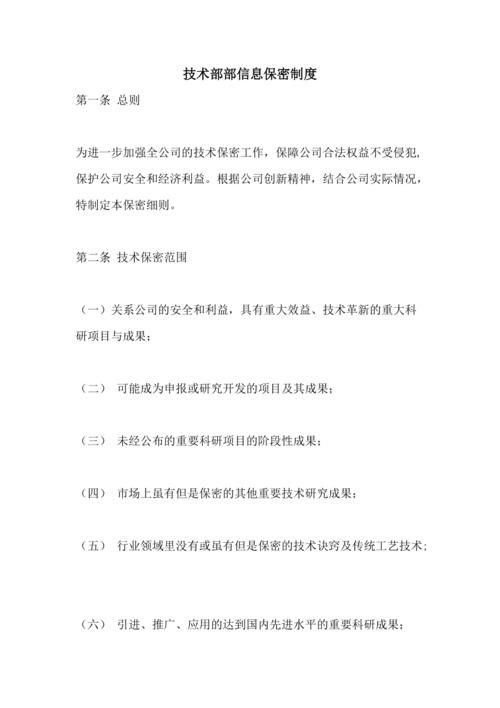 技术部部信息保密制度
第一条 总则
为进一步加强全公司的技术保密工作，保障公司合法权益不受侵犯，
保护公司安全和经济利益。根据公司创新精神，结合公司实际情况，
特制定本保密细则。
第二条 技术保密范围
（一）关系公司的安全和利益，具有重大效益、技术革新的重大科
研项目与成果；
（二） 可能成为申报或研究开发的项目及其成果；
（三） 未经公布的重要科研项目的阶段性成果；
（四） 市场上虽有但是保密的其他重要技术研究成果；
（五） 行业领域里没有或虽有但是保密的技术诀窍及传统工艺技术；
（六） 引进、推广、应用的达到国内先进水平的重要科研成果；